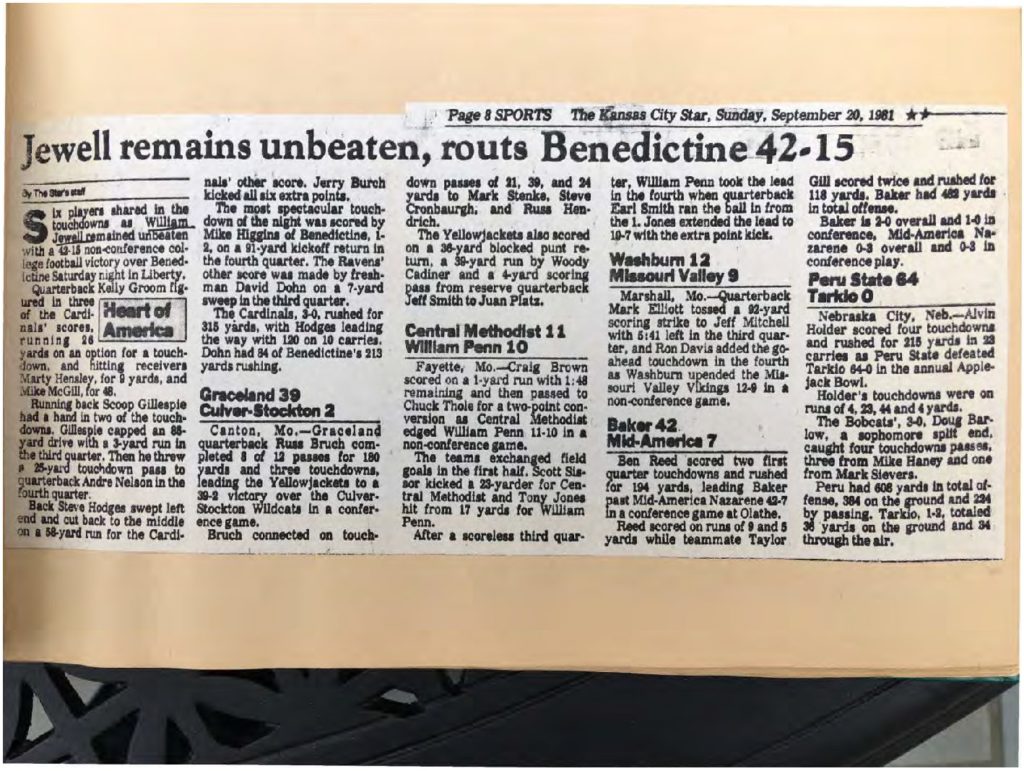 Page 8 SPORTS The Kansas City Star, Sunday, September 20, 1981 ★★
Jewell remains unbeaten, routs Benedictine 42-15
By The Star's staff
Six players shared in the
touchdowns as William
Jewell remained unbeaten
with a 42-15 non-conference col-
lege football victory over Bened-
ictine Saturday night in Liberty.
Quarterback Kelly Groom fig-
ured in three
of the Cardi-
nals' scores,
running 26
Heart of
America
yards on an option for a touch-
down, and hitting receivers
Marty Hensley, for 9 yards, and
Mike McGill, for 48.
Running back Scoop Gillespie
had a hand in two of the touch-
downs. Gillespie capped an 88-
yard drive with a 3-yard run in
the third quarter. Then he threw
a 25-yard touchdown pass to
quarterback Andre Nelson in the
fourth quarter.
Back Steve Hodges swept left
end and cut back to the middle
on a 58-yard run for the Cardi-
nals' other score. Jerry Burch
kicked all six extra points.
The most spectacular touch-
down of the night was scored by
Mike Higgins of Benedictine, 1-
2, on a 91-yard kickoff return in
the fourth quarter. The Ravens'
other score was made by fresh-
man David Dohn on a 7-yard
sweep in the third quarter.
The Cardinals, 3-0, rushed for
315 yards, with Hodges leading
the way with 120 on 10 carries.
Dohn had 84 of Benedictine's 213
yards rushing.
Graceland 39
Culver-Stockton 2
Canton, Mo.—Graceland
quarterback Russ Bruch com-
pleted 8 of 12 passes for 180
yards and three touchdowns,
leading the Yellowjackets to a
39-2 victory over the Culver-
Stockton Wildcats in a confer-
ence game.
Bruch connected on touch-
down passes of 21, 39, and 24
yards to Mark Stenke, Steve
Cronbaurgh, and Russ Hen-
drich.
The Yellowjackets also scored
on a 36-yard blocked punt re-
turn, a 39-yard run by Woody
Cadiner and a 4-yard scoring
pass from reserve quarterback
Jeff Smith to Juan Platz.
Central Methodist 11
William Penn 10
Fayette, Mo.—Craig Brown
scored on a 1-yard run with 1:48
remaining and then passed to
Chuck Thole for a two-point con-
version as Central Methodist
edged William Penn 11-10 in a
non-conference game.
The teams exchanged field
goals in the first half. Scott Sis-
sor kicked a 23-yarder for Cen-
tral Methodist and Tony Jones
hit from 17 yards for William
Penn.
After a scoreless third quar-
ter, William Penn took the lead
in the fourth when quarterback
Earl Smith ran the ball in from
the 1. Jones extended the lead to
10-7 with the extra point kick.
Washburn 12
Missouri Valley 9
Marshall, Mo.—Quarterback
Mark Elliott tossed a 92-yard
scoring strike to Jeff Mitchell
with 5:41 left in the third quar-
ter, and Ron Davis added the go-
ahead touchdown in the fourth
as Washburn upended the Mis-
souri Valley Vikings 12-9 in a
non-conference game.
Baker 42
Mid-America 7
Ben Reed scored two first
quarter touchdowns and rushed
for 194 yards, leading Baker
past Mid-America Nazarene 42-7
in a conference game at Olathe.
Reed scored on runs of 9 and 5
yards while teammate Taylor
Gill scored twice and rushed for
118 yards. Baker had 482 yards
in total offense.
Baker is 2-0 overall and 1-0 in
conference, Mid-America Na-
zarene 0-3 overall and 0-3 in
conference play.
Peru State 64
Tarkio 0
Nebraska City, Neb.—Alvin
Holder scored four touchdowns
and rushed for 215 yards in 23
carries as Peru State defeated
Tarkio 64-0 in the annual Apple-
jack Bowl.
Holder's touchdowns were on
runs of 4, 23, 44 and 4 yards.
The Bobcats', 3-0, Doug Bar-
low, a sophomore split end,
caught four touchdowns passes,
three from Mike Haney and one
from Mark Sievers.
Peru had 608 yards in total of-
fense, 384 on the ground and 224
by passing. Tarkio, 1-2, totaled
36 yards on the ground and 34
through the air.